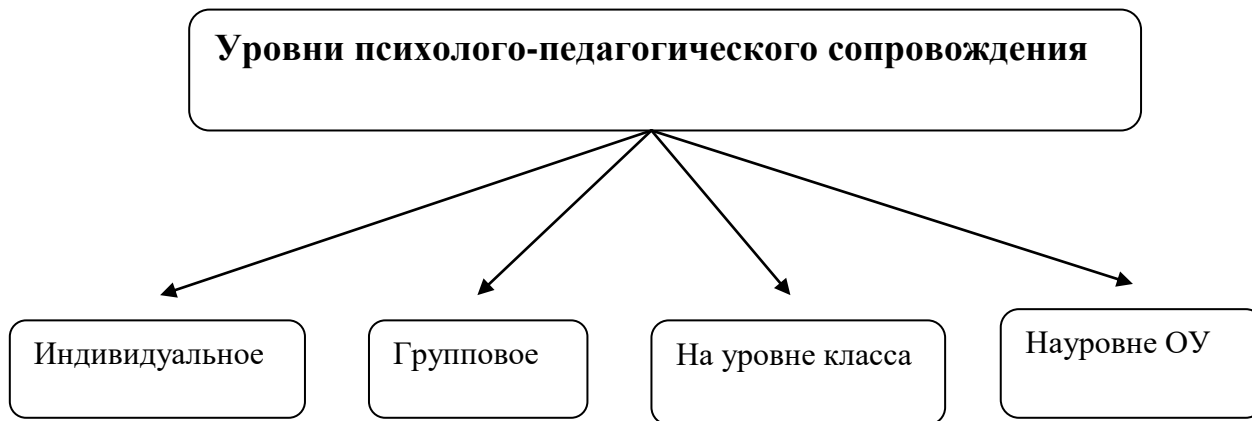 Уровни психолого-педагогического сопровождения
Индивидуальное
Групповое
На уровне класса
Науровне ОУ